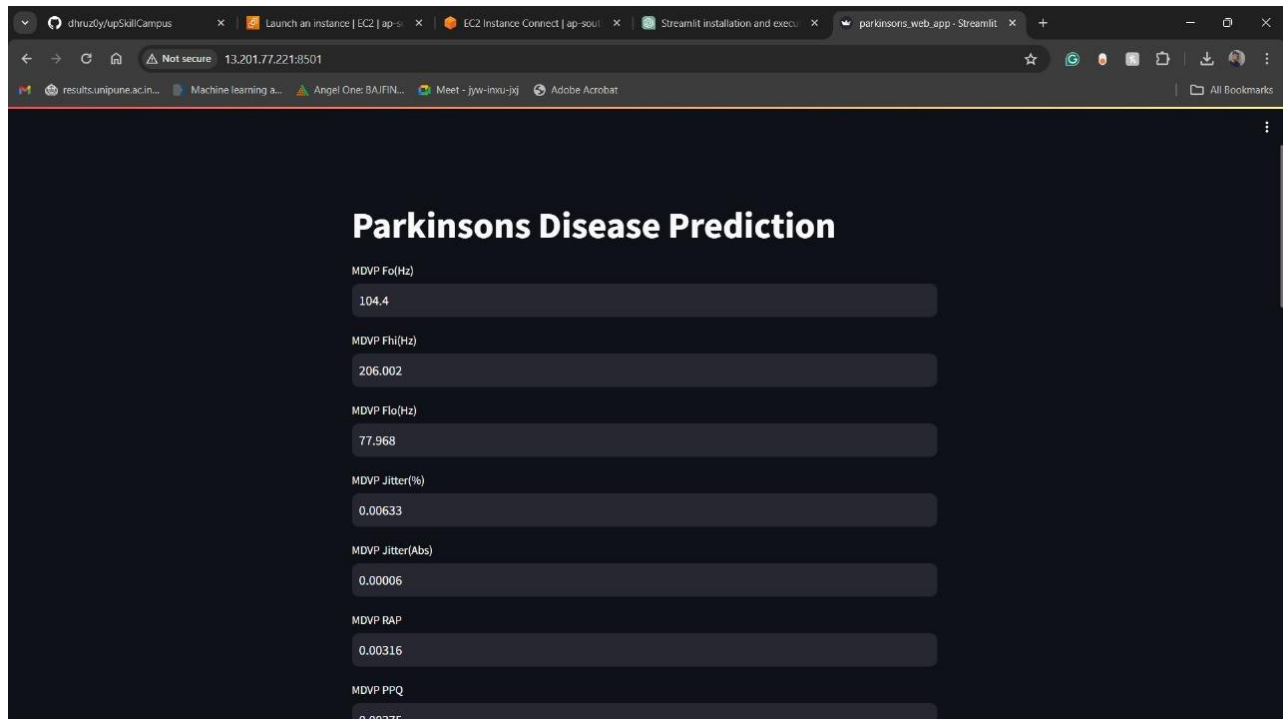 dhruz0y/upSkillCampus
Launch an instance | EC2 | ap-s
EC2 Instance Connect | ap-sout
Streamlit installation and execu
parkinsons_web_app · Streamlit
Not secure 13.201.77.221:8501
results.unipune.ac.in...
Machine learning a...
Angel One: BAJFIN...
Meet - jyw-inxu-jxj
Adobe Acrobat
All Bookmarks
Parkinsons Disease Prediction
MDVP Fo(Hz)
104.4
MDVP Fhi(Hz)
206.002
MDVP Flo(Hz)
77.968
MDVP Jitter(%)
0.00633
MDVP Jitter(Abs)
0.00006
MDVP RAP
0.00316
MDVP PPQ